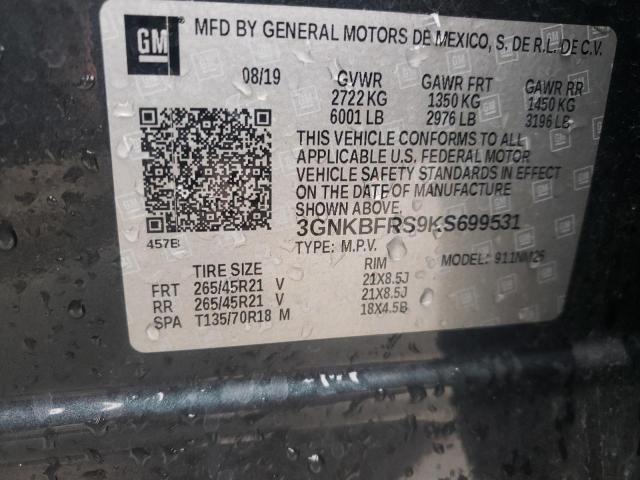 GM
MFD BY GENERAL MOTORS DE MEXICO, S. DE R.L. DE C.V.
08/19 GVWR GAWR FRT GAWR RR
2722 KG 1350 KG 1450 KG
6001 LB 2976 LB 3196 LB
THIS VEHICLE CONFORMS TO ALL
APPLICABLE U.S. FEDERAL MOTOR
VEHICLE SAFETY STANDARDS IN EFFECT
ON THE DATE OF MANUFACTURE
SHOWN ABOVE.
3GNKBFRS9KS699531
457B TYPE: M.P.V. MODEL: 911NM26
TIRE SIZE RIM
FRT 265/45R21 V 21X8.5J
RR 265/45R21 V 21X8.5J
SPA T135/70R18 M 18X4.5B